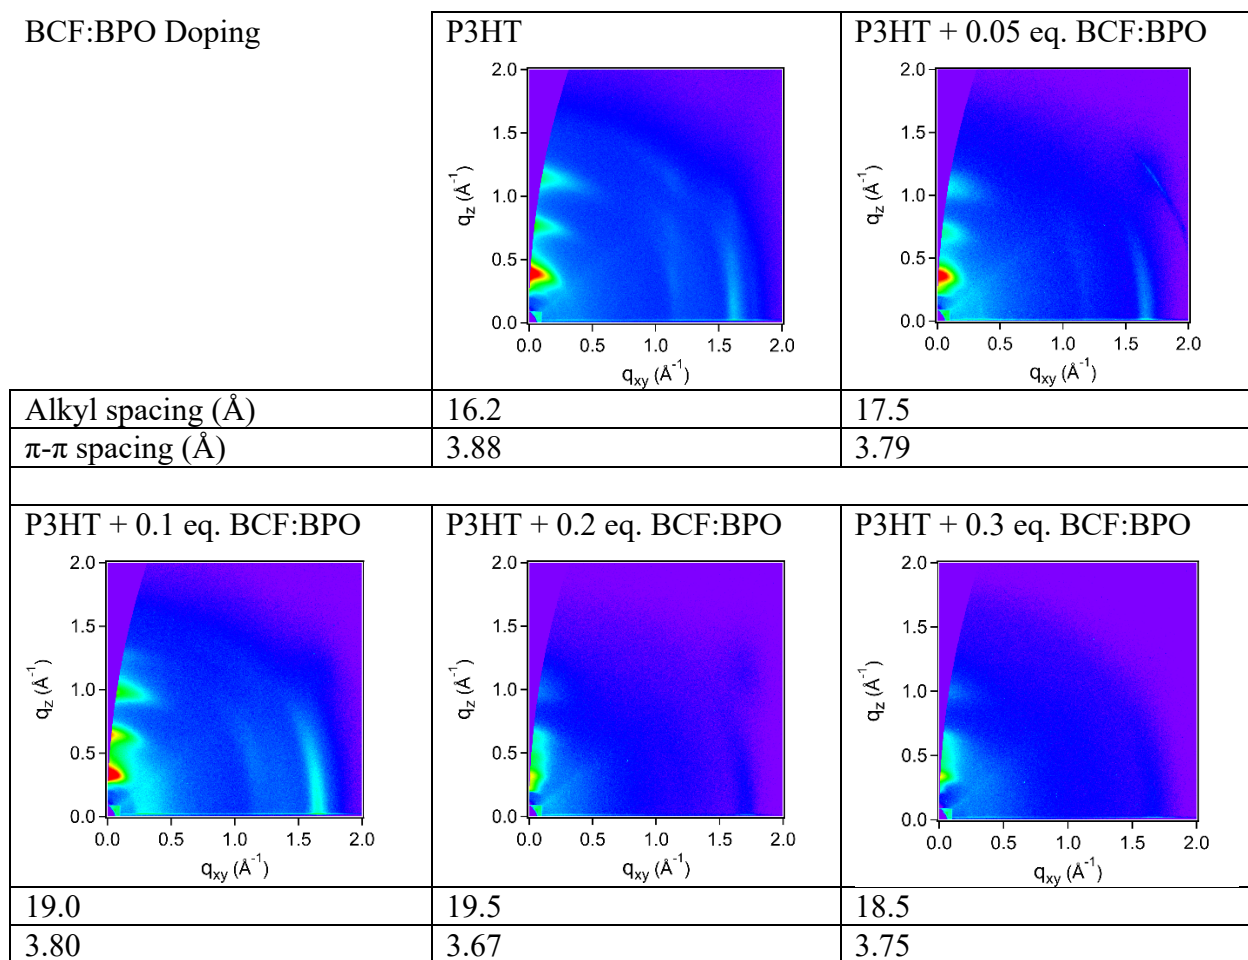 BCF:BPO Doping
P3HT
P3HT + 0.05 eq. BCF:BPO
2.0
1.5
1.0
0.5
0.0
qz (Å-1)
0.0 0.5 1.0 1.5 2.0
qxy (Å-1)
2.0
1.5
1.0
0.5
0.0
qz (Å-1)
0.0 0.5 1.0 1.5 2.0
qxy (Å-1)
Alkyl spacing (Å) 16.2 17.5
π-π spacing (Å) 3.88 3.79
P3HT + 0.1 eq. BCF:BPO
P3HT + 0.2 eq. BCF:BPO
P3HT + 0.3 eq. BCF:BPO
2.0
1.5
1.0
0.5
0.0
qz (Å-1)
0.0 0.5 1.0 1.5 2.0
qxy (Å-1)
2.0
1.5
1.0
0.5
0.0
qz (Å-1)
0.0 0.5 1.0 1.5 2.0
qxy (Å-1)
2.0
1.5
1.0
0.5
0.0
qz (Å-1)
0.0 0.5 1.0 1.5 2.0
qxy (Å-1)
19.0 19.5 18.5
3.80 3.67 3.75